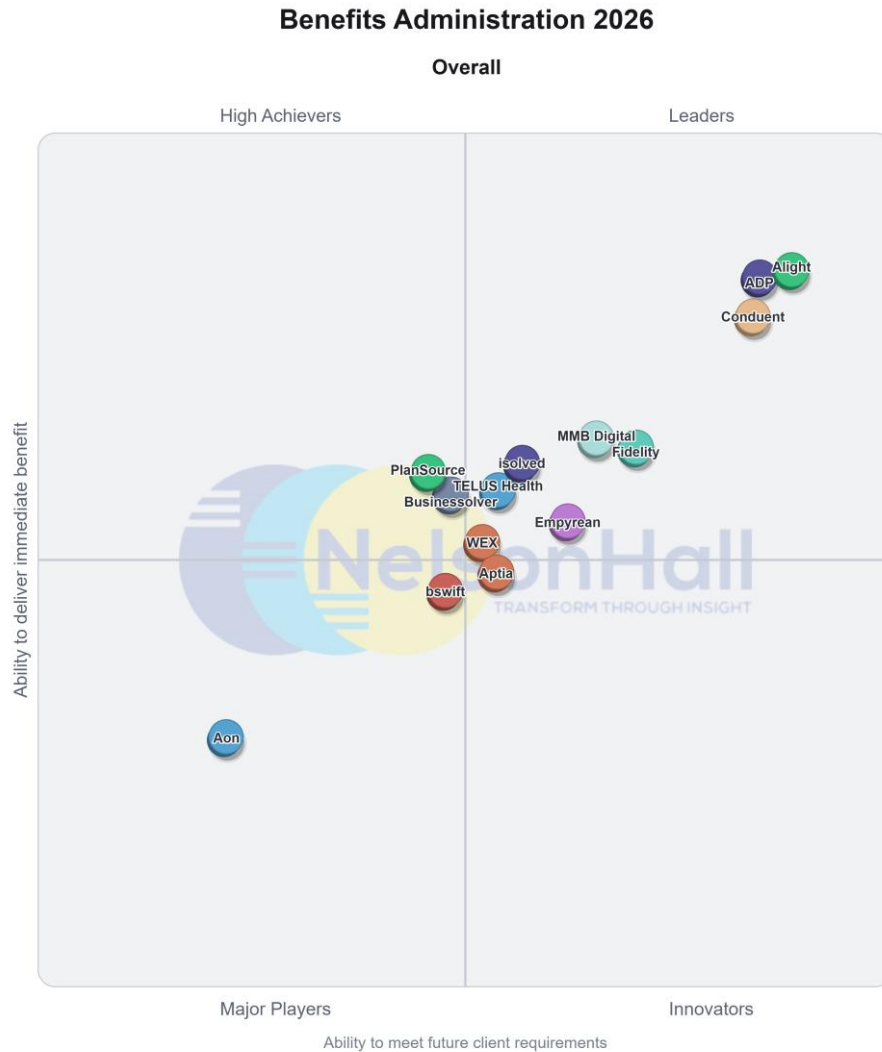 Benefits Administration 2026
Overall
High Achievers
Leaders
Alight
ADP
Conduent
MMB Digital
Fidelity
isolved
PlanSource
TELUS Health
Businessolver
Empyrean
WEX
Aptia
bswift
NelsonHall
TRANSFORM THROUGH INSIGHT
Aon
Ability to deliver immediate benefit
Major Players
Innovators
Ability to meet future client requirements